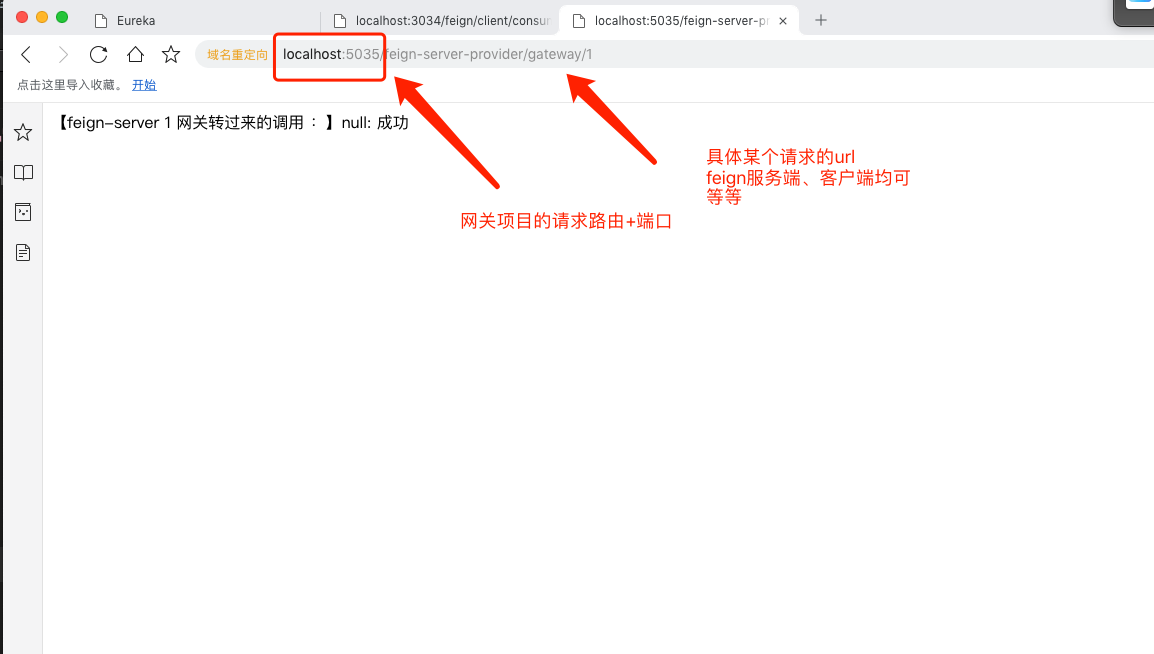 Eureka
localhost:3034/feign/client/consun
localhost:5035/feign-server-pr
域名重定向
localhost:5035/feign-server-provider/gateway/1
点击这里导入收藏。 开始
【feign-server 1 网关转过来的调用 ：】null: 成功
具体某个请求的url
feign服务端、客户端均可
等等
网关项目的请求路由+端口